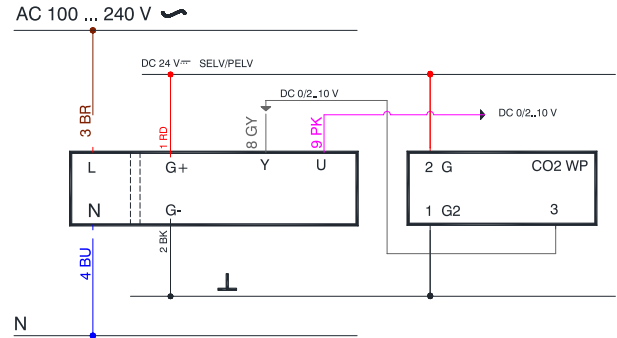 AC 100 ... 240 V
DC 24 V⎓ SELV/PELV
DC 0/2..10 V
DC 0/2..10 V
3 BR
1 RD
8 GY
9 PK
L
G+
Y
U
2 G
CO2 WP
N
G-
1 G2
3
4 BU
2 BK
N